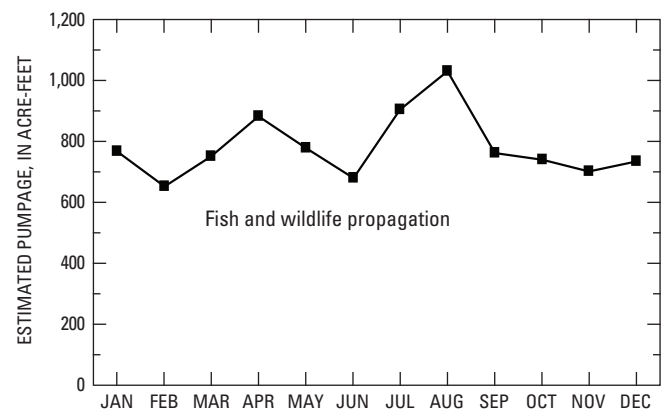 1,200
1,000
800
600
400
200
0
ESTIMATED PUMPAGE, IN ACRE-FEET
Fish and wildlife propagation
JAN FEB MAR APR MAY JUN JUL AUG SEP OCT NOV DEC